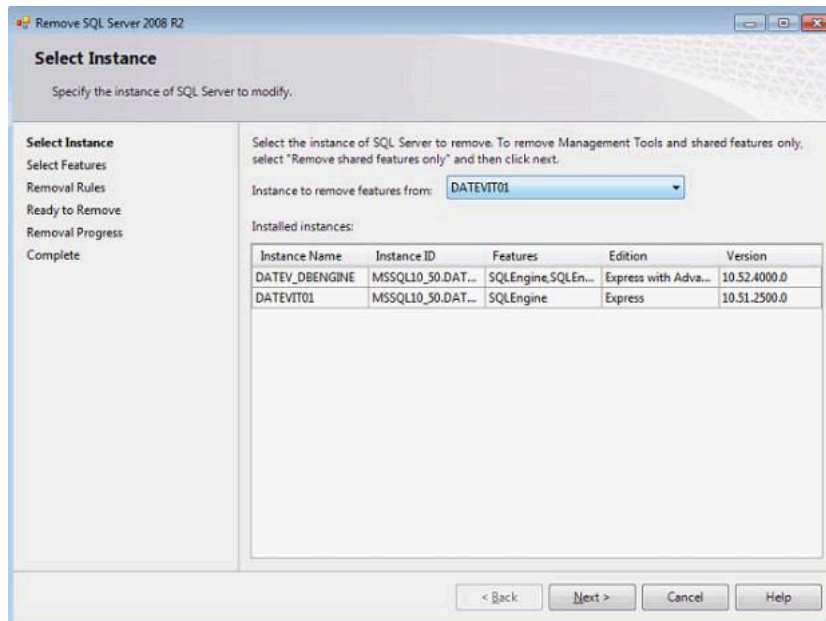 Remove SQL Server 2008 R2
Select Instance
Specify the instance of SQL Server to modify.
Select Instance
Select Features
Removal Rules
Ready to Remove
Removal Progress
Complete
Select the instance of SQL Server to remove. To remove Management Tools and shared features only,
select "Remove shared features only" and then click next.
Instance to remove features from: DATEVIT01
Installed instances:
Instance Name Instance ID Features Edition Version
DATEV_DBENGINE MSSQL10_50.DAT... SQLEngine,SQLEn... Express with Adva... 10.52.4000.0
DATEVIT01 MSSQL10_50.DAT... SQLEngine Express 10.51.2500.0
< Back Next > Cancel Help